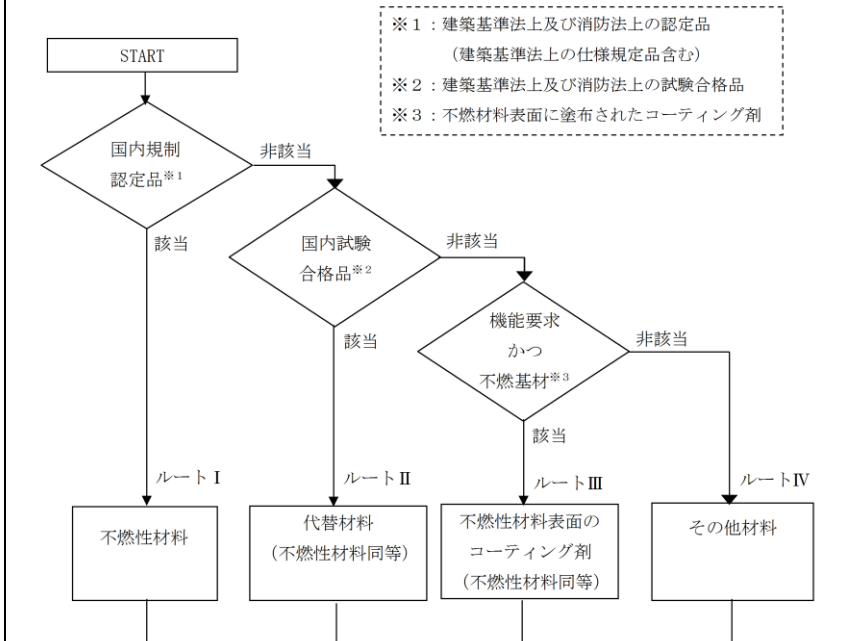 ※1:建築基準法上及び消防法上の認定品
(建築基準法上の仕様規定品含む)
※2:建築基準法上及び消防法上の試験合格品
※3:不燃材料表面に塗布されたコーティング剤
START
国内規制
認定品※1
非該当
該当
国内試験
合格品※2
非該当
該当
機能要求
かつ
不燃基材※3
非該当
該当
ルートⅠ
ルートⅡ
ルートⅢ
ルートⅣ
不燃性材料
代替材料
(不燃性材料同等)
不燃性材料表面の
コーティング剤
(不燃性材料同等)
その他材料